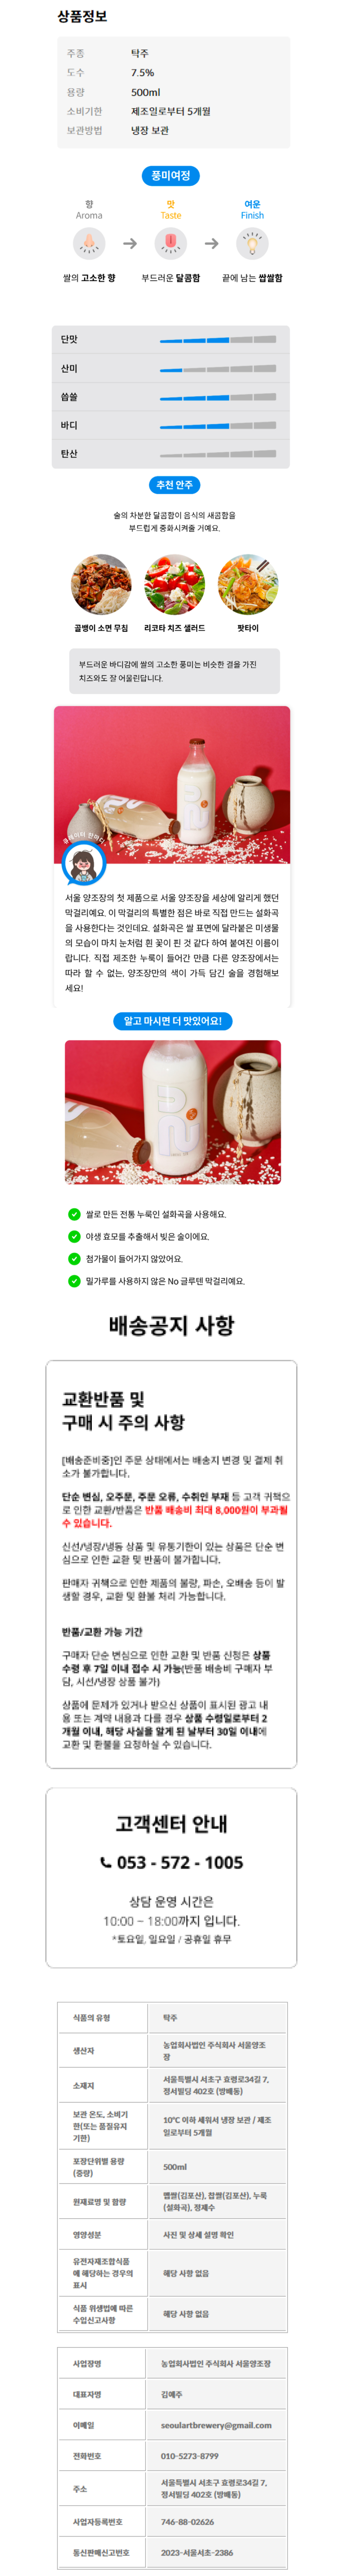 상품정보
주종 탁주
도수 7.5%
용량 500ml
소비기한 제조일로부터 5개월
보관방법 냉장 보관
풍미여정
향 맛 여운
Aroma Taste Finish
쌀의 고소한 향 부드러운 달콤함 끝에 남는 쌉쌀함
단맛
산미
씁쓸
바디
탄산
추천 안주
술의 차분한 달콤함이 음식의 새콤함을
부드럽게 중화시켜줄 거예요.
골뱅이 소면 무침 리코타 치즈 샐러드 팟타이
부드러운 바디감에 쌀의 고소한 풍미는 비슷한 결을 가진
치즈와도 잘 어울린답니다.
서울 양조장의 첫 제품으로 서울 양조장을 세상에 알리게 했던
막걸리예요. 이 막걸리의 특별한 점은 바로 직접 만드는 설화곡
을 사용한다는 것인데요. 설화곡은 쌀 표면에 달라붙은 미생물
의 모습이 마치 눈처럼 흰 꽃이 핀 것 같다 하여 붙여진 이름이
랍니다. 직접 제조한 누룩이 들어간 만큼 다른 양조장에서는
따라 할 수 없는, 양조장만의 색이 가득 담긴 술을 경험해보
세요!
알고 마시면 더 맛있어요!
쌀로 만든 전통 누룩인 설화곡을 사용해요.
야생 효모를 추출해서 빚은 술이에요.
첨가물이 들어가지 않았어요.
밀가루를 사용하지 않은 No 글루텐 막걸리예요.
배송공지 사항
교환반품 및
구매 시 주의 사항
[배송준비중]인 주문 상태에서는 배송지 변경 및 결제 취
소가 불가합니다.
단순 변심, 오주문, 주문 오류, 수취인 부재 등 고객 귀책으
로 인한 교환/반품은 반품 배송비 최대 8,000원이 부과될
수 있습니다.
신선/냉장/냉동 상품 및 유통기한이 있는 상품은 단순 변
심으로 인한 교환 및 반품이 불가합니다.
판매자 귀책으로 인한 제품의 불량, 파손, 오배송 등이 발
생할 경우, 교환 및 환불 처리 가능합니다.
반품/교환 가능 기간
구매자 단순 변심으로 인한 교환 및 반품 신청은 상품
수령 후 7일 이내 접수 시 가능(반품 배송비 구매자 부
담, 시선/냉장 상품 불가)
상품에 문제가 있거나 받으신 상품이 표시된 광고 내
용 또는 계약 내용과 다를 경우 상품 수령일로부터 2
개월 이내, 해당 사실을 알게 된 날부터 30일 이내에
교환 및 환불을 요청하실 수 있습니다.
고객센터 안내
053 - 572 - 1005
상담 운영 시간은
10:00 ~ 18:00까지 입니다.
*토요일, 일요일 / 공휴일 휴무
식품의 유형 탁주
생산자 농업회사법인 주식회사 서울양조
장
소재지 서울특별시 서초구 효령로34길 7,
정서빌딩 402호 (방배동)
보관 온도, 소비기
한(또는 품질유지
기한)
10℃ 이하 세워서 냉장 보관 / 제조
일로부터 5개월
포장단위별 용량
(중량)
500ml
원재료명 및 함량 멥쌀(김포산), 찹쌀(김포산), 누룩
(설화곡), 정제수
영양성분 사진 및 상세 설명 확인
유전자재조합식품
에 해당하는 경우의
표시
해당 사항 없음
식품 위생법에 따른
수입신고사항
해당 사항 없음
사업장명 농업회사법인 주식회사 서울양조장
대표자명 김예주
이메일 seoulartbrewery@gmail.com
전화번호 010-5273-8799
주소 서울특별시 서초구 효령로34길 7,
정서빌딩 402호 (방배동)
사업자등록번호 746-88-02626
통신판매신고번호 2023-서울서초-2386